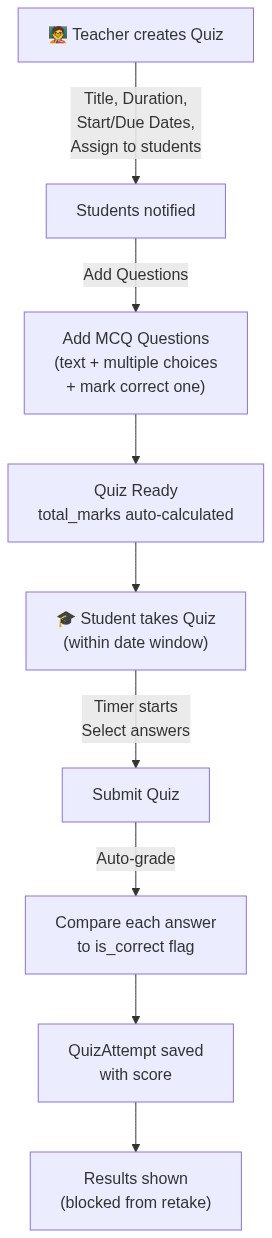 🧑‍🏫 Teacher creates Quiz
Title, Duration,
Start/Due Dates,
Assign to students
Students notified
Add Questions
Add MCQ Questions
(text + multiple choices
+ mark correct one)
Quiz Ready
total_marks auto-calculated
🎓 Student takes Quiz
(within date window)
Timer starts
Select answers
Submit Quiz
Auto-grade
Compare each answer
to is_correct flag
QuizAttempt saved
with score
Results shown
(blocked from retake)